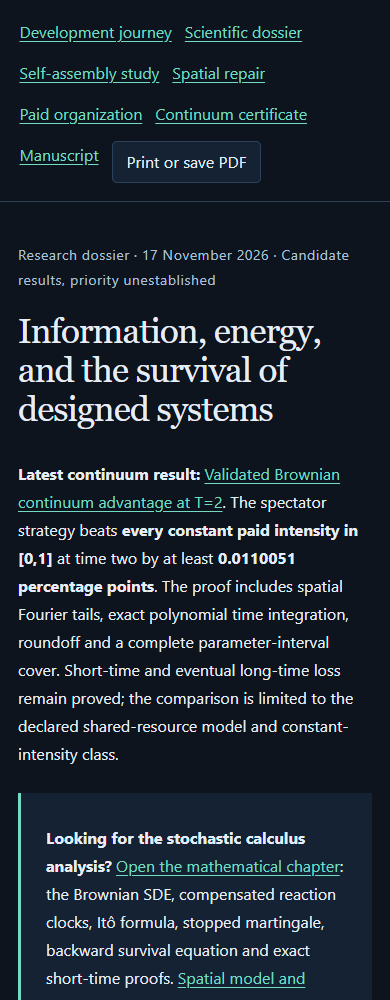 Development journey Scientific dossier
Self-assembly study Spatial repair
Paid organization Continuum certificate
Manuscript Print or save PDF
Research dossier · 17 November 2026 · Candidate
results, priority unestablished
Information, energy,
and the survival of
designed systems
Latest continuum result: Validated Brownian
continuum advantage at T=2. The spectator
strategy beats every constant paid intensity in
[0,1] at time two by at least 0.0110051
percentage points. The proof includes spatial
Fourier tails, exact polynomial time integration,
roundoff and a complete parameter-interval
cover. Short-time and eventual long-time loss
remain proved; the comparison is limited to the
declared shared-resource model and constant-
intensity class.
Looking for the stochastic calculus
analysis? Open the mathematical chapter:
the Brownian SDE, compensated reaction
clocks, Itô formula, stopped martingale,
backward survival equation and exact
short-time proofs. Spatial model and